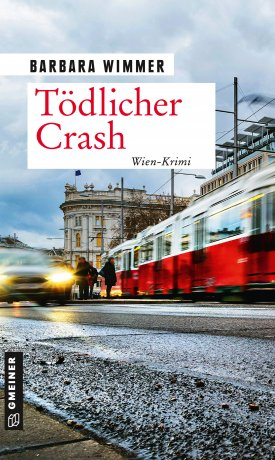 BARBARA WIMMER
Tödlicher
Crash
Wien-Krimi
GMEINER